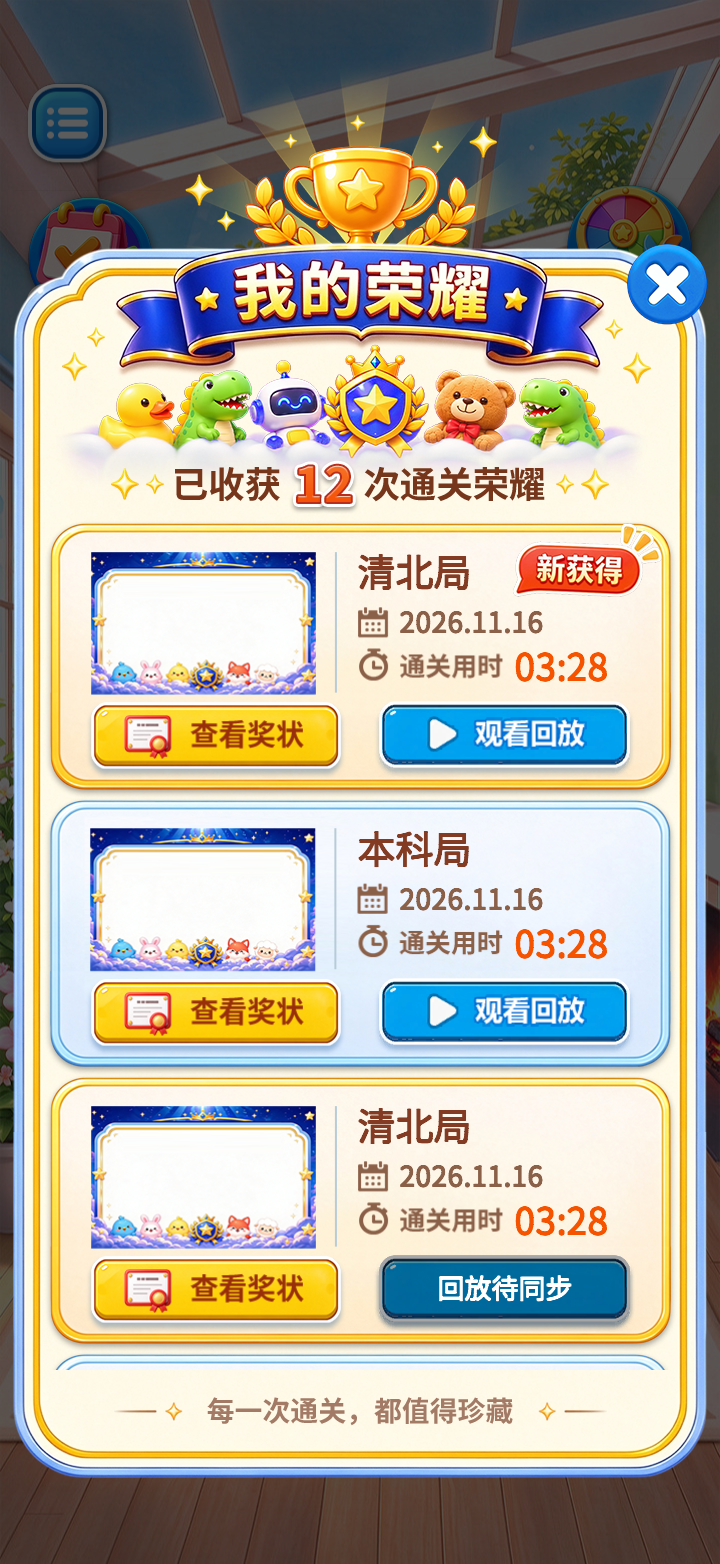 我的荣耀
已收获 12 次通关荣耀
清北局
新获得
2026.11.16
通关用时 03:28
查看奖状
观看回放
本科局
2026.11.16
通关用时 03:28
查看奖状
观看回放
清北局
2026.11.16
通关用时 03:28
查看奖状
回放待同步
每一次通关，都值得珍藏